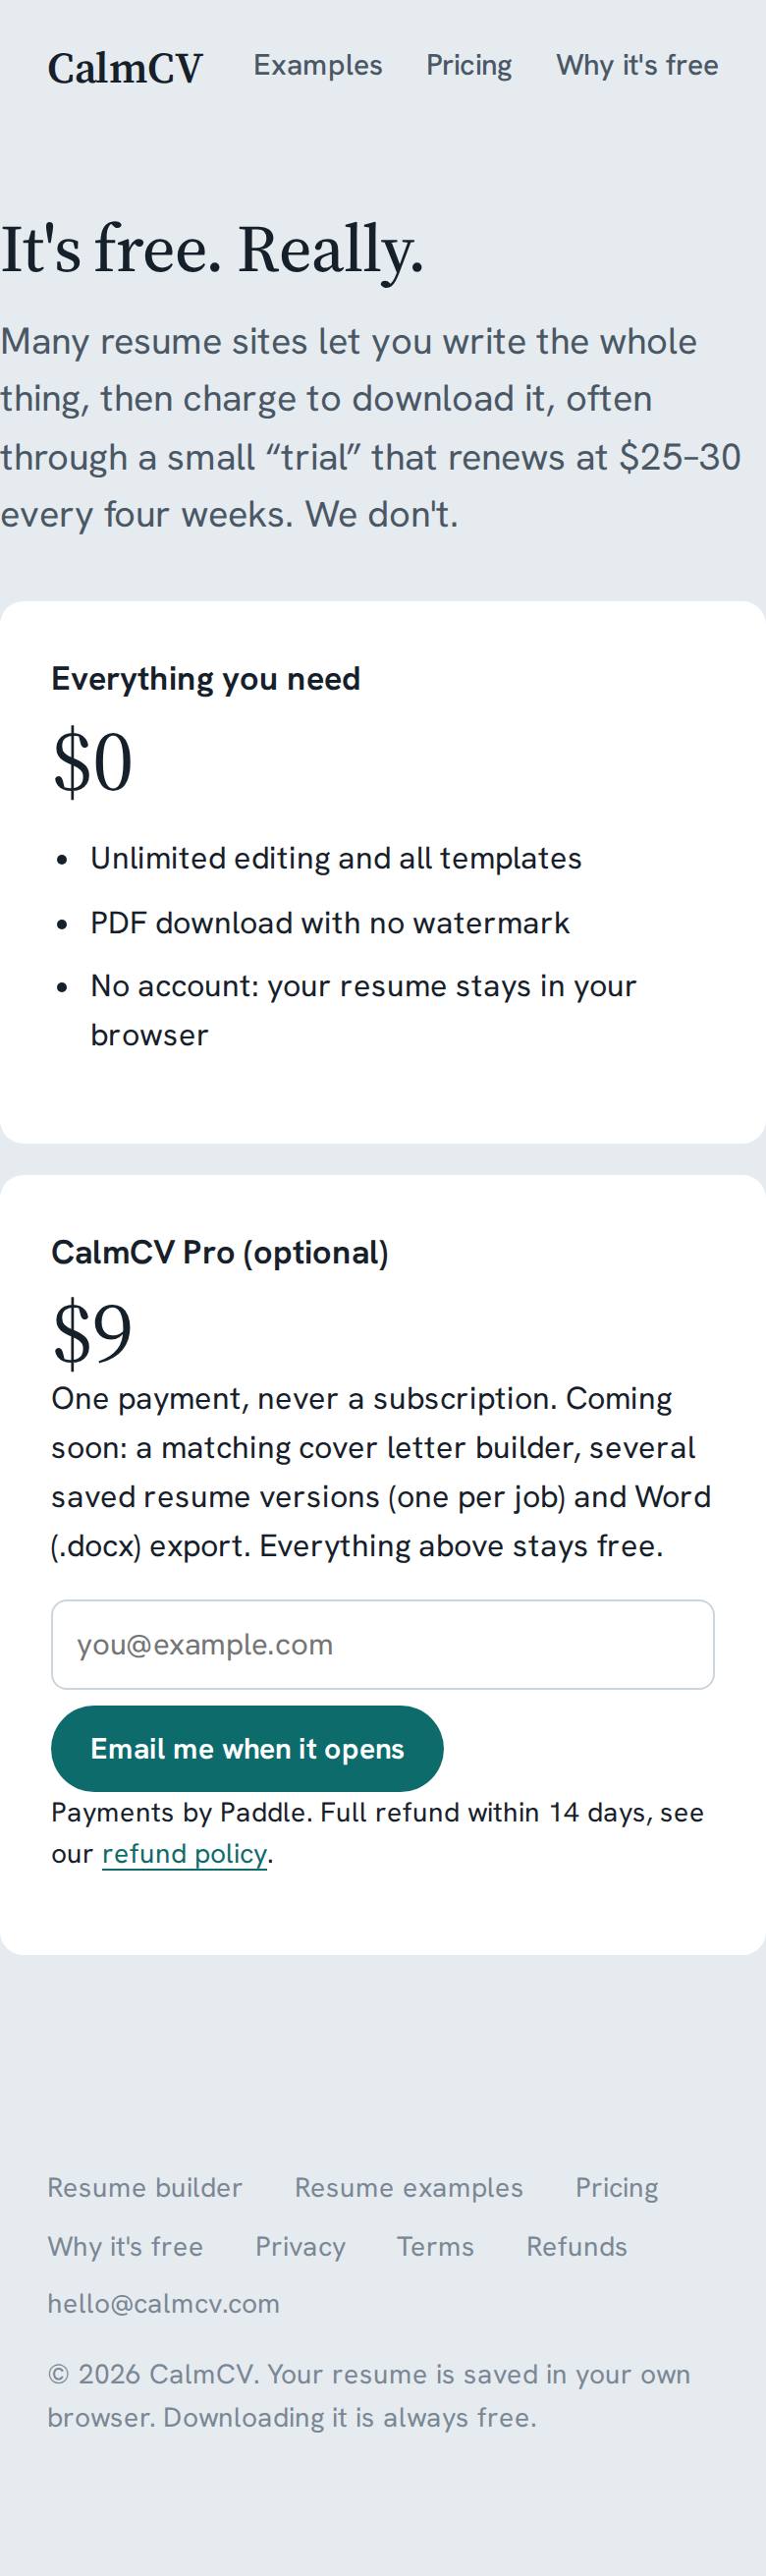 CalmCV Examples Pricing Why it's free
It's free. Really.
Many resume sites let you write the whole
thing, then charge to download it, often
through a small “trial” that renews at $25–30
every four weeks. We don't.
Everything you need
$0
• Unlimited editing and all templates
• PDF download with no watermark
• No account: your resume stays in your
browser
CalmCV Pro (optional)
$9
One payment, never a subscription. Coming
soon: a matching cover letter builder, several
saved resume versions (one per job) and Word
(.docx) export. Everything above stays free.
you@example.com
Email me when it opens
Payments by Paddle. Full refund within 14 days, see
our refund policy.
Resume builder Resume examples Pricing
Why it's free Privacy Terms Refunds
hello@calmcv.com
© 2026 CalmCV. Your resume is saved in your own
browser. Downloading it is always free.